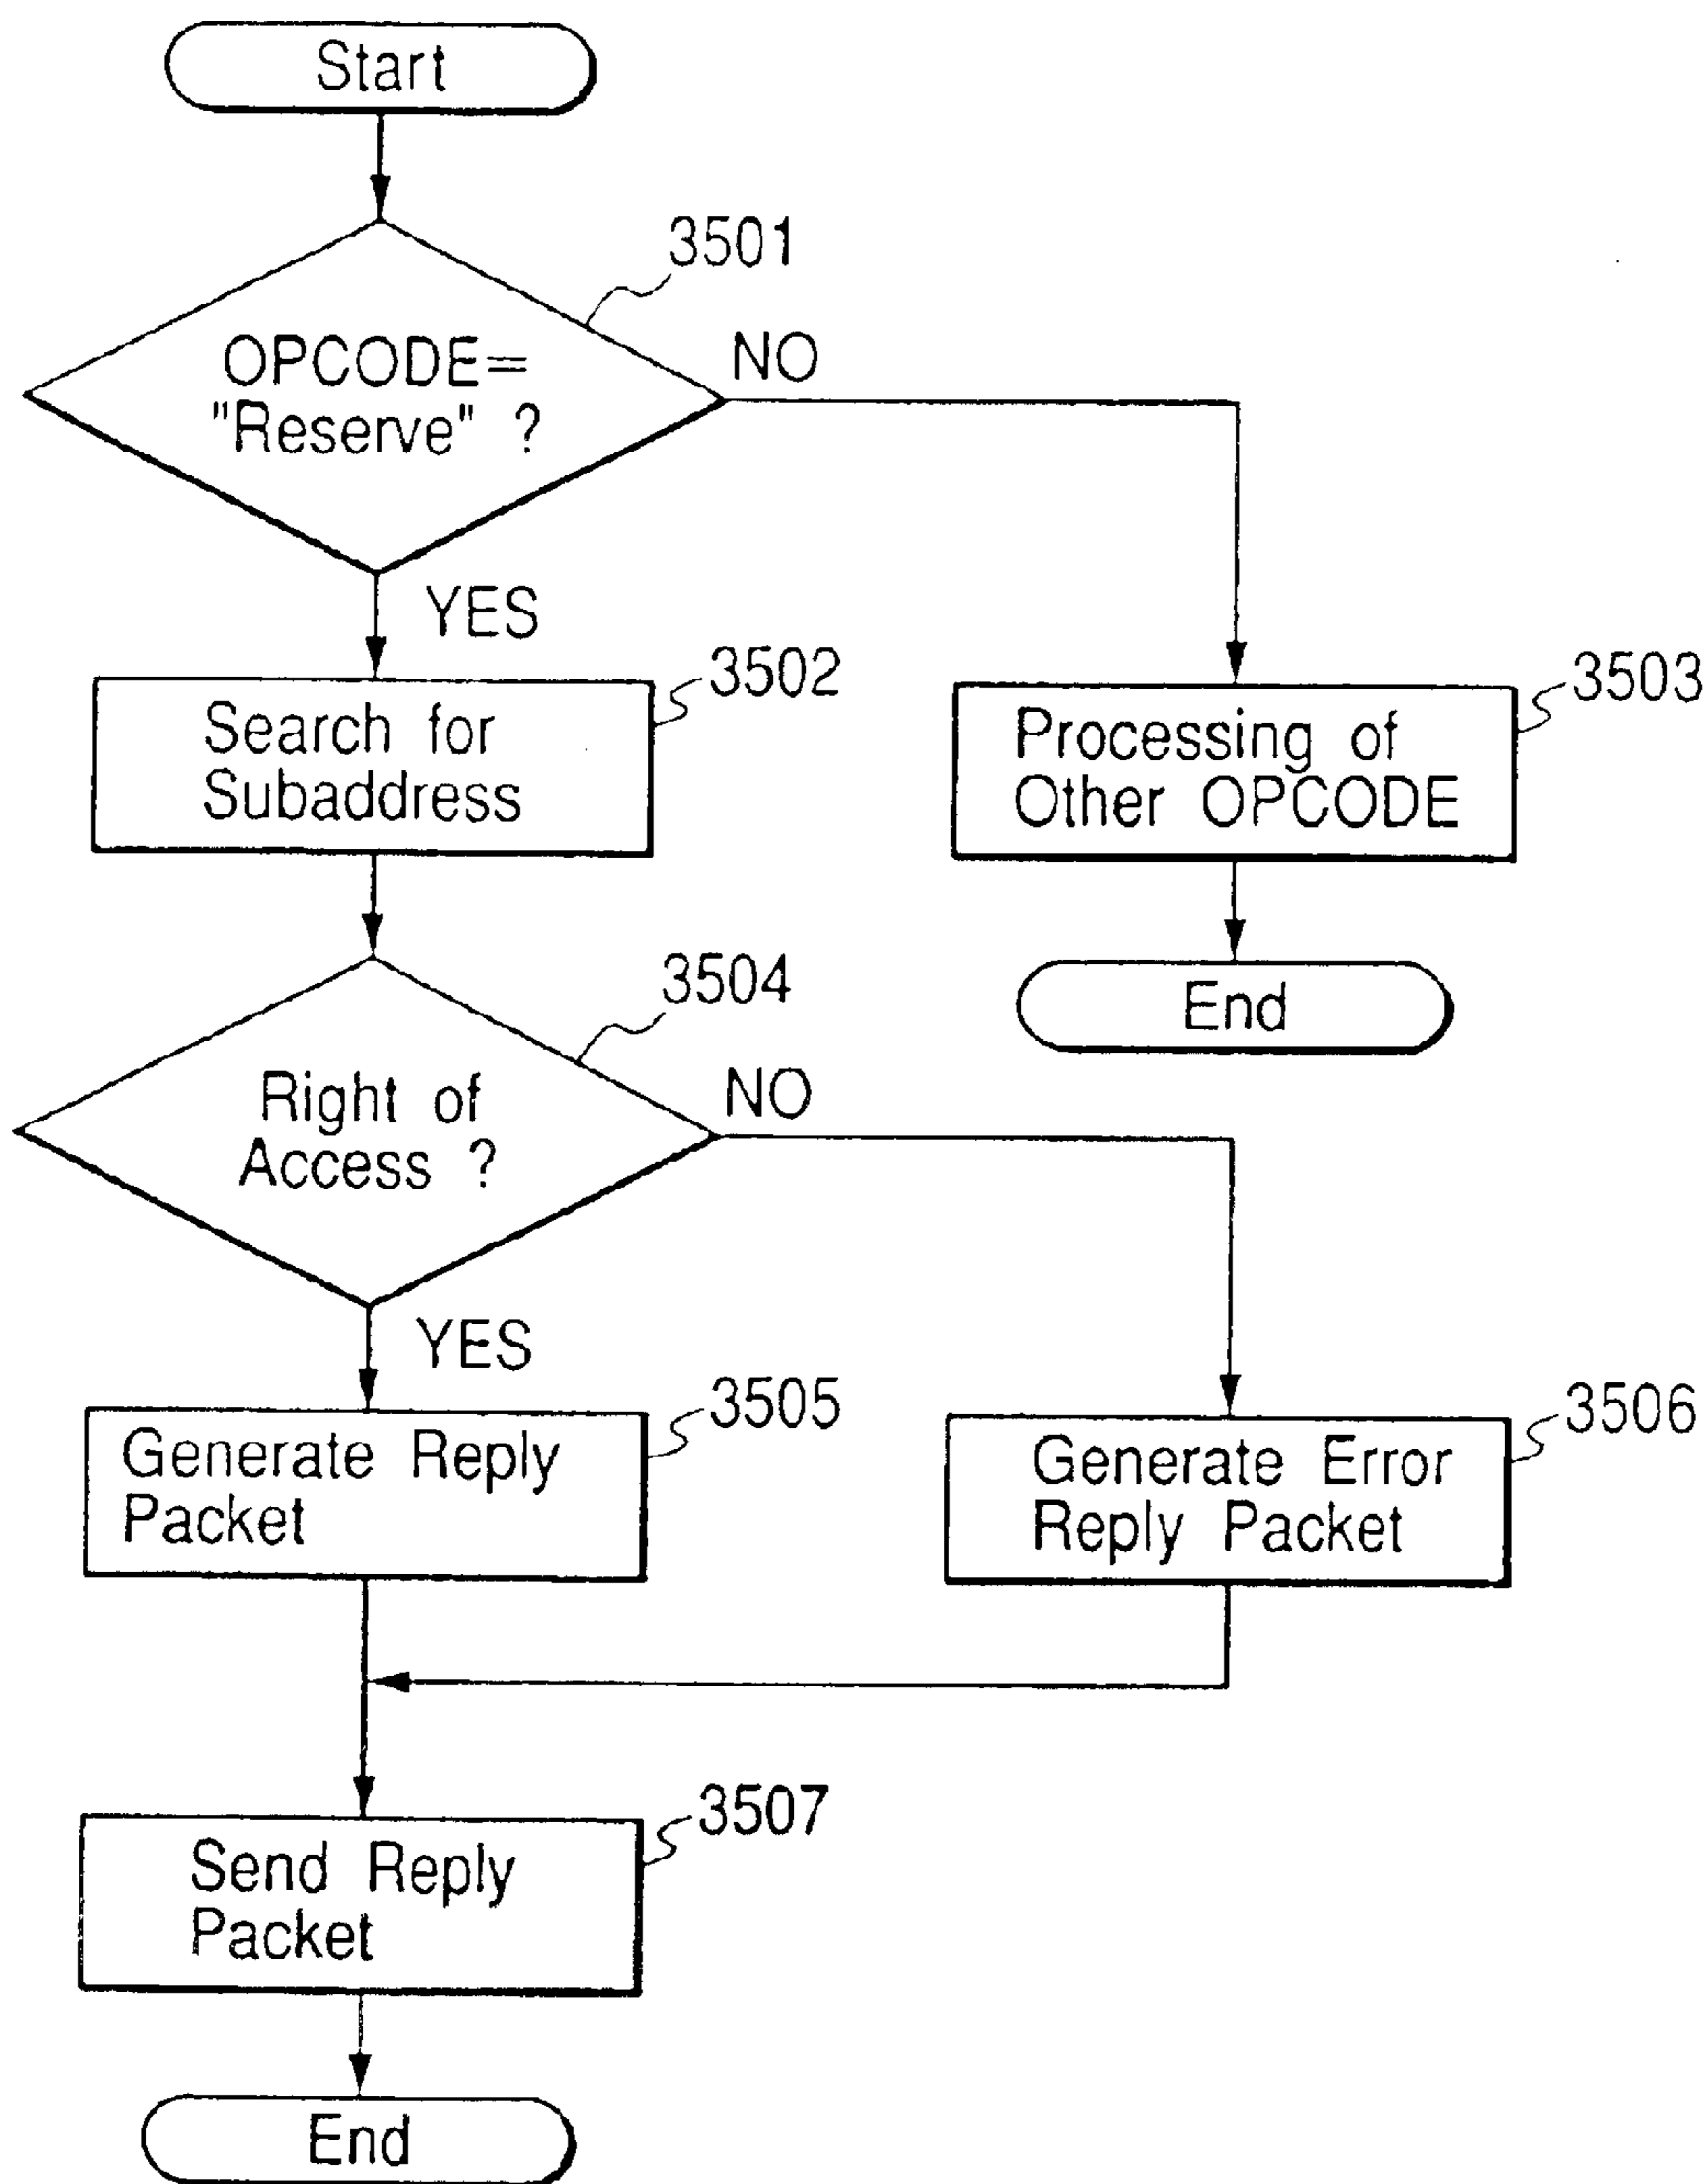 Start
3501
OPCODE=
"Reserve" ?
NO
YES
3502
Search for
Subaddress
3503
Processing of
Other OPCODE
End
3504
Right of
Access ?
NO
YES
3505
Generate Reply
Packet
3506
Generate Error
Reply Packet
3507
Send Reply
Packet
End